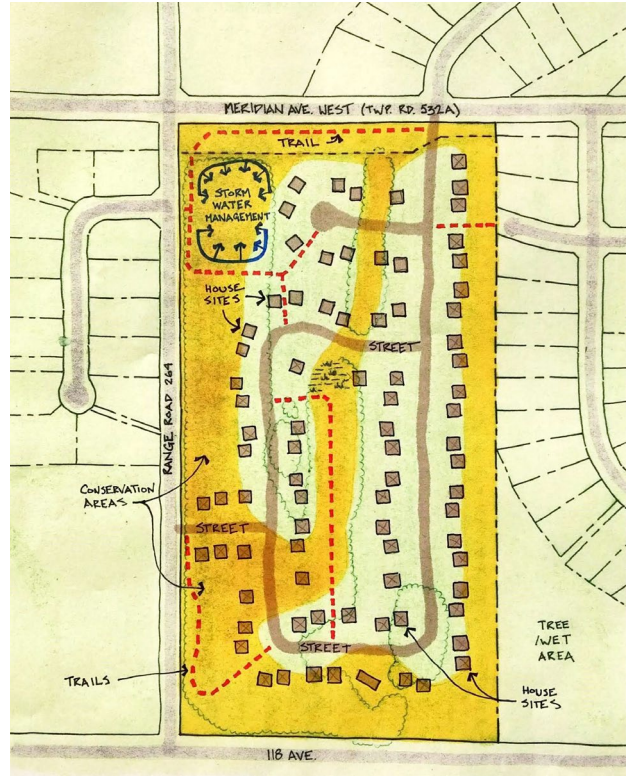 MERIDIAN AVE. WEST (TWP. RD. 532A)
TRAIL
STORM
WATER
MANAGEMENT
HOUSE
SITES
STREET
RANGE ROAD 264
CONSERVATION
AREAS
STREET
TREE
/WET
AREA
STREET
TRAILS
HOUSE
SITES
118 AVE.